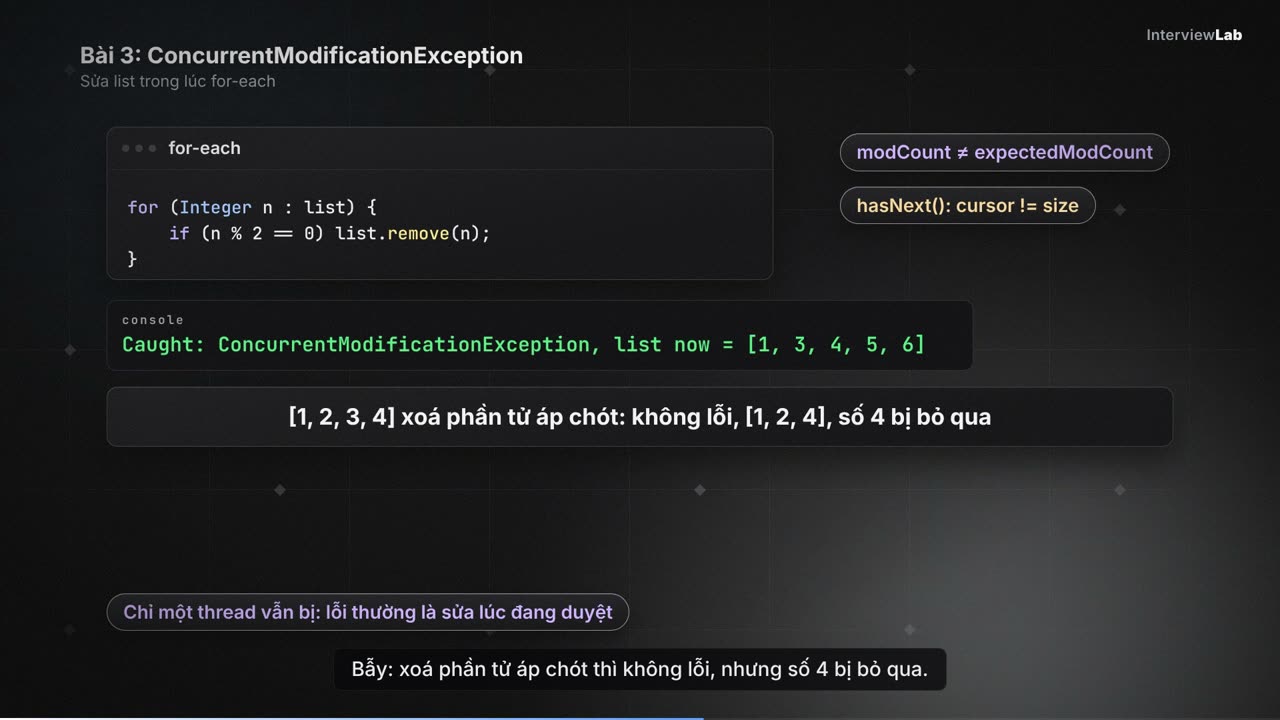 InterviewLab
Bài 3: ConcurrentModificationException
Sửa list trong lúc for-each
for-each
for (Integer n : list) {
    if (n % 2 == 0) list.remove(n);
}
modCount ≠ expectedModCount
hasNext(): cursor != size
console
Caught: ConcurrentModificationException, list now = [1, 3, 4, 5, 6]
[1, 2, 3, 4] xoá phần tử áp chót: không lỗi, [1, 2, 4], số 4 bị bỏ qua
Chỉ một thread vẫn bị: lỗi thường là sửa lúc đang duyệt
Bẫy: xoá phần tử áp chót thì không lỗi, nhưng số 4 bị bỏ qua.